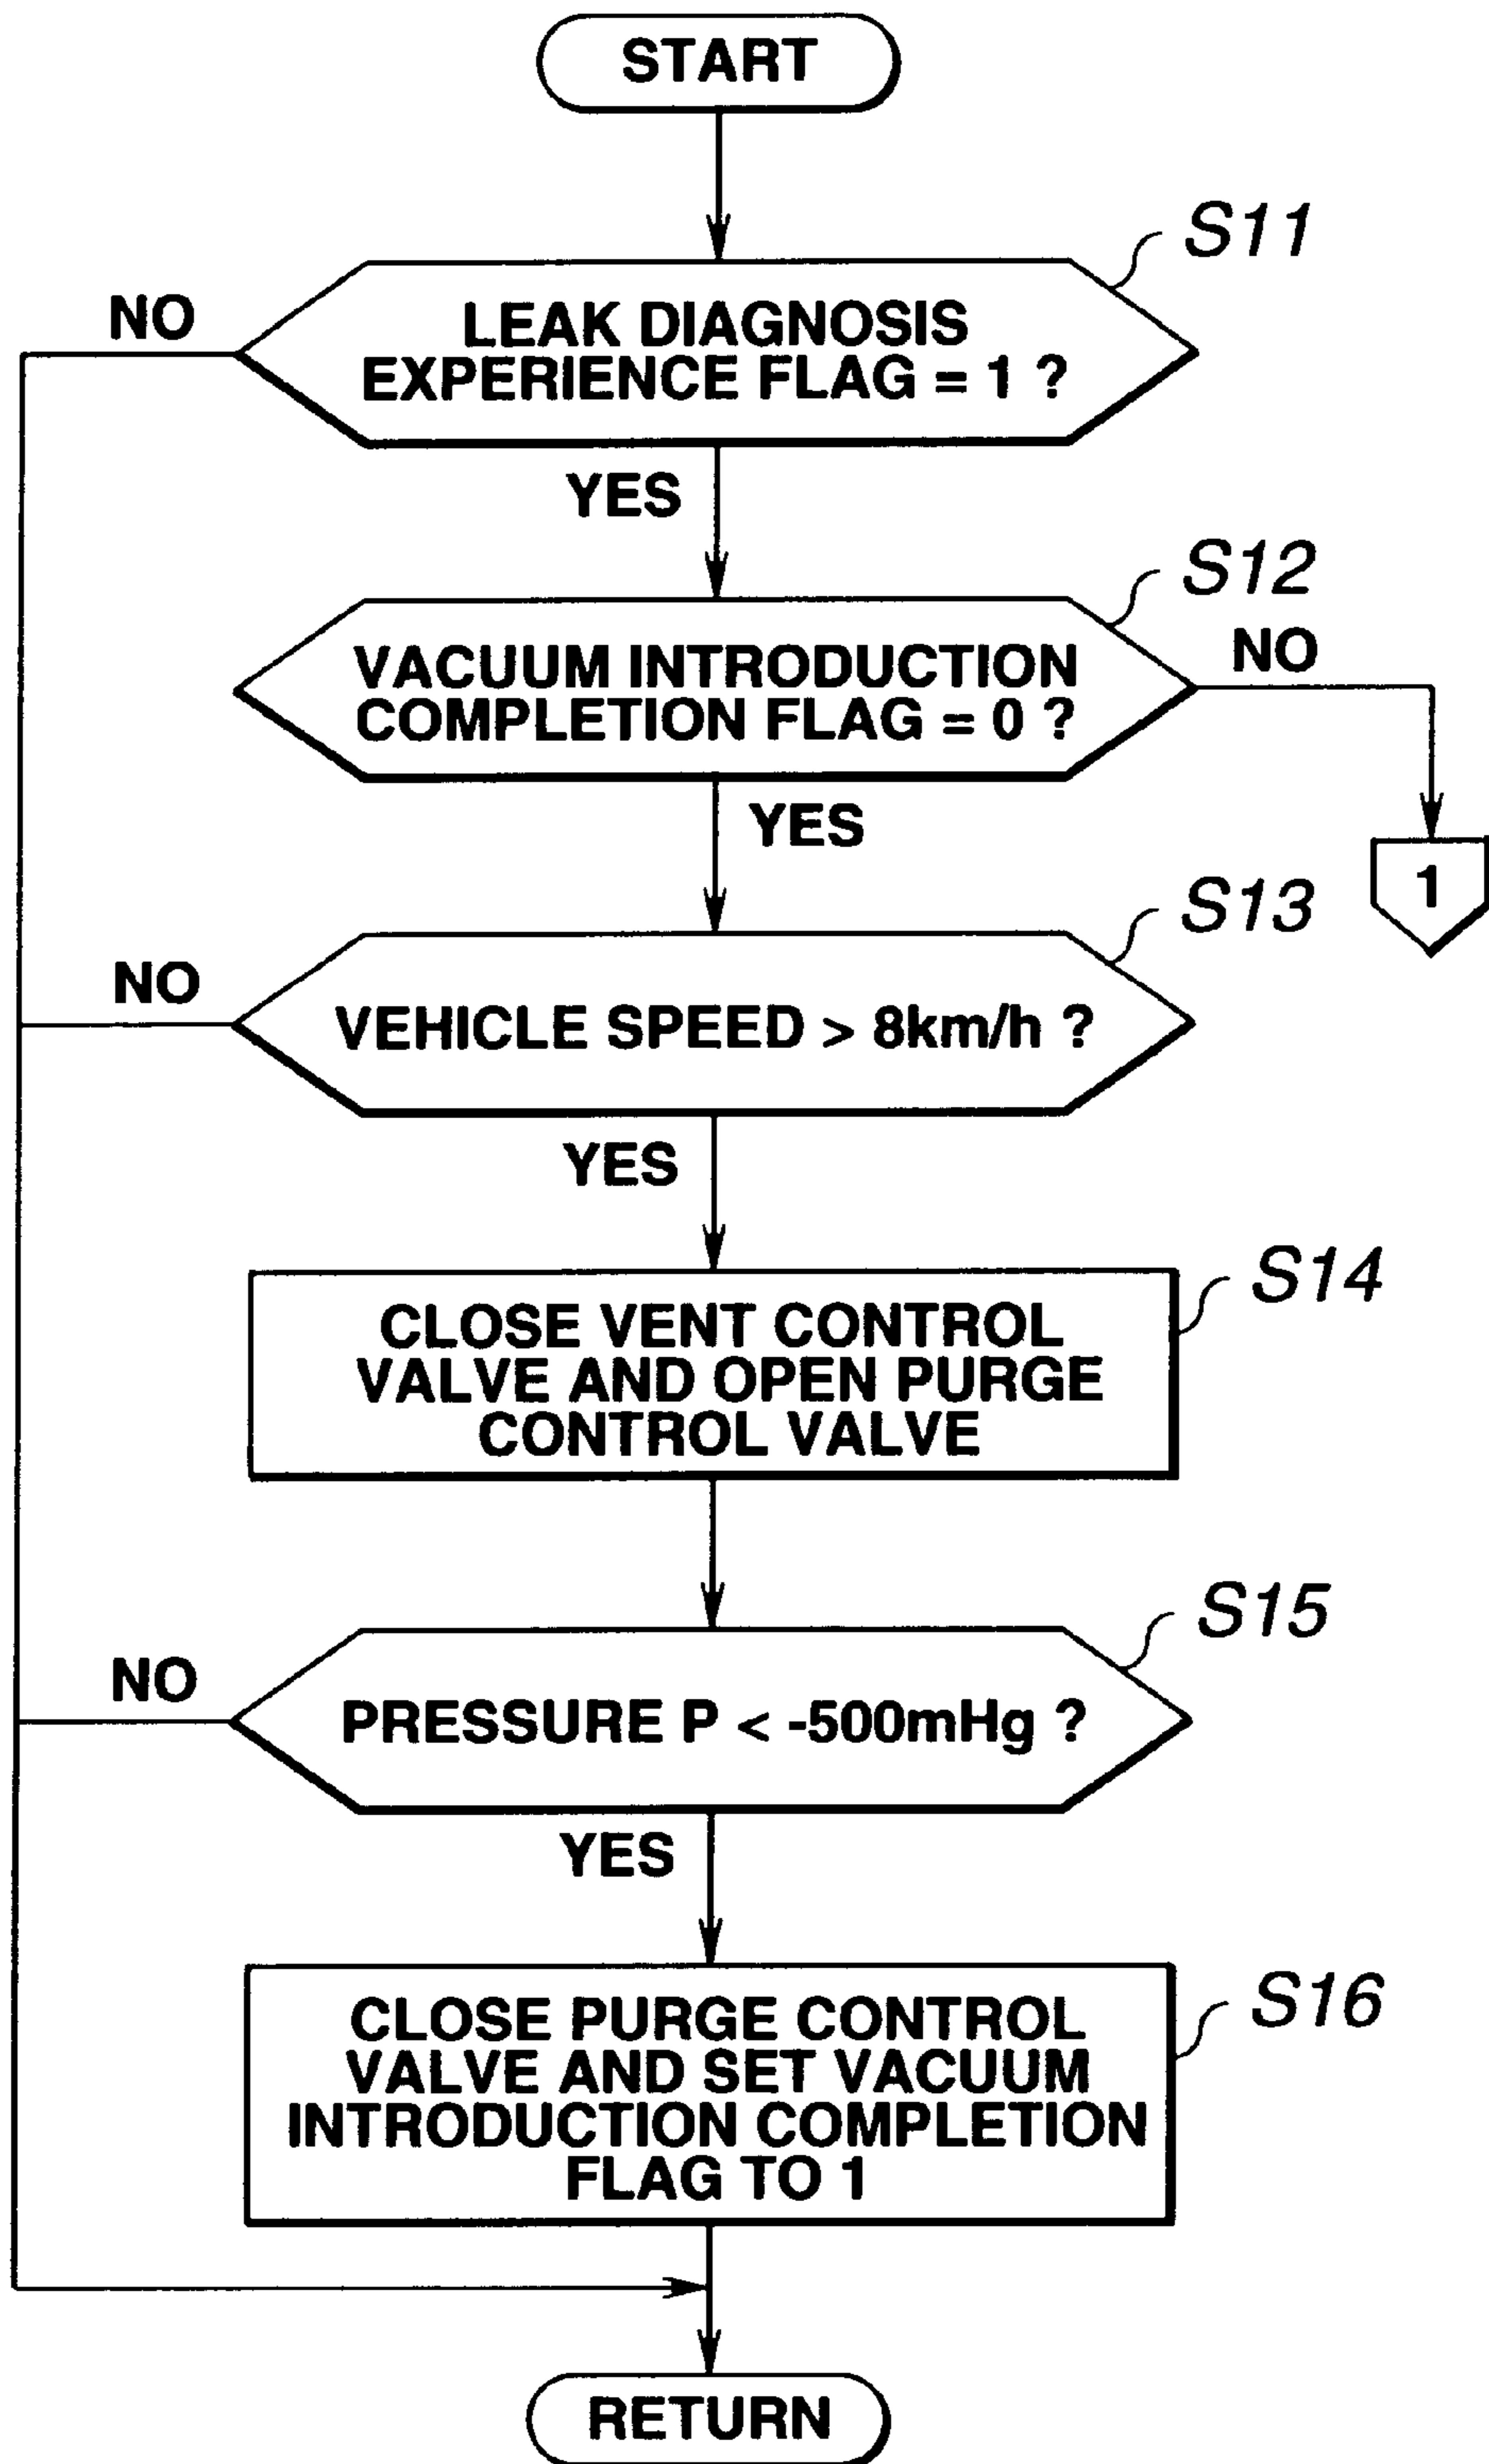 START
S11
NO
LEAK DIAGNOSIS
EXPERIENCE FLAG = 1 ?
YES
S12
NO
VACUUM INTRODUCTION
COMPLETION FLAG = 0 ?
YES
1
S13
NO
VEHICLE SPEED > 8km/h ?
YES
S14
CLOSE VENT CONTROL
VALVE AND OPEN PURGE
CONTROL VALVE
S15
NO
PRESSURE P < -500mHg ?
YES
S16
CLOSE PURGE CONTROL
VALVE AND SET VACUUM
INTRODUCTION COMPLETION
FLAG TO 1
RETURN